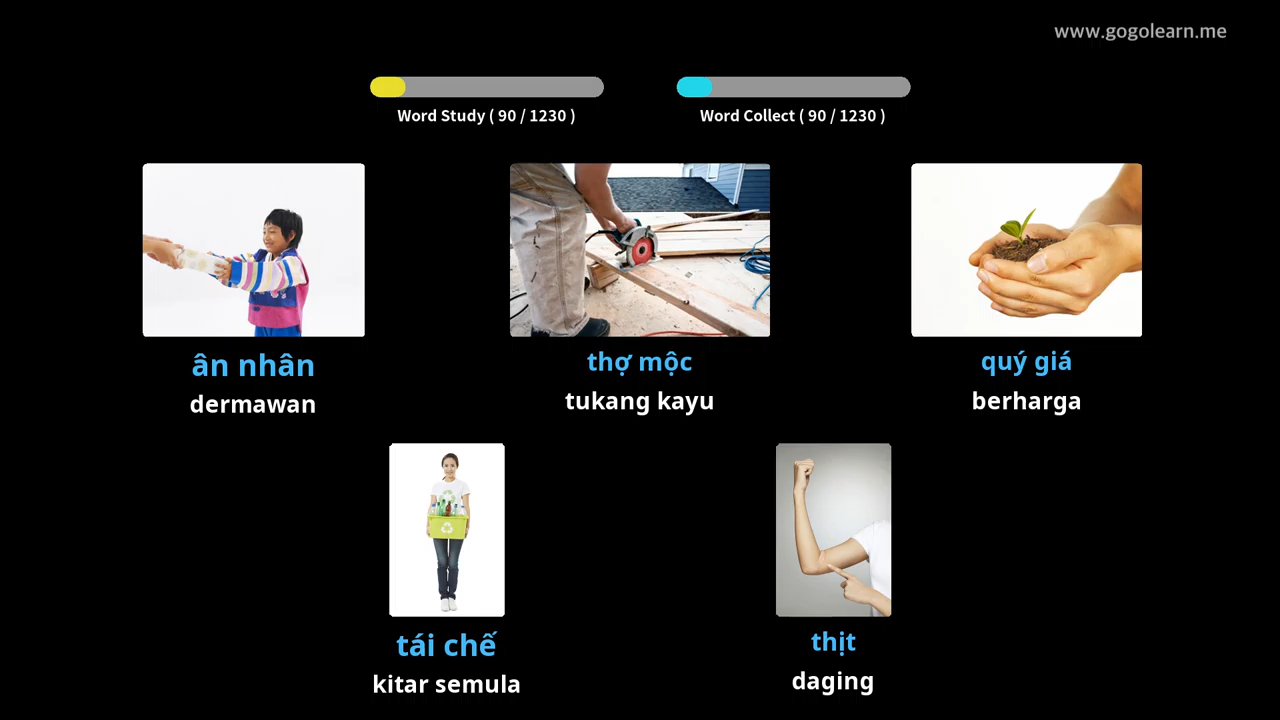 www.gogolearn.me
Word Study ( 90 / 1230 )
Word Collect ( 90 / 1230 )
ân nhân
dermawan
thợ mộc
tukang kayu
quý giá
berharga
tái chế
kitar semula
thịt
daging